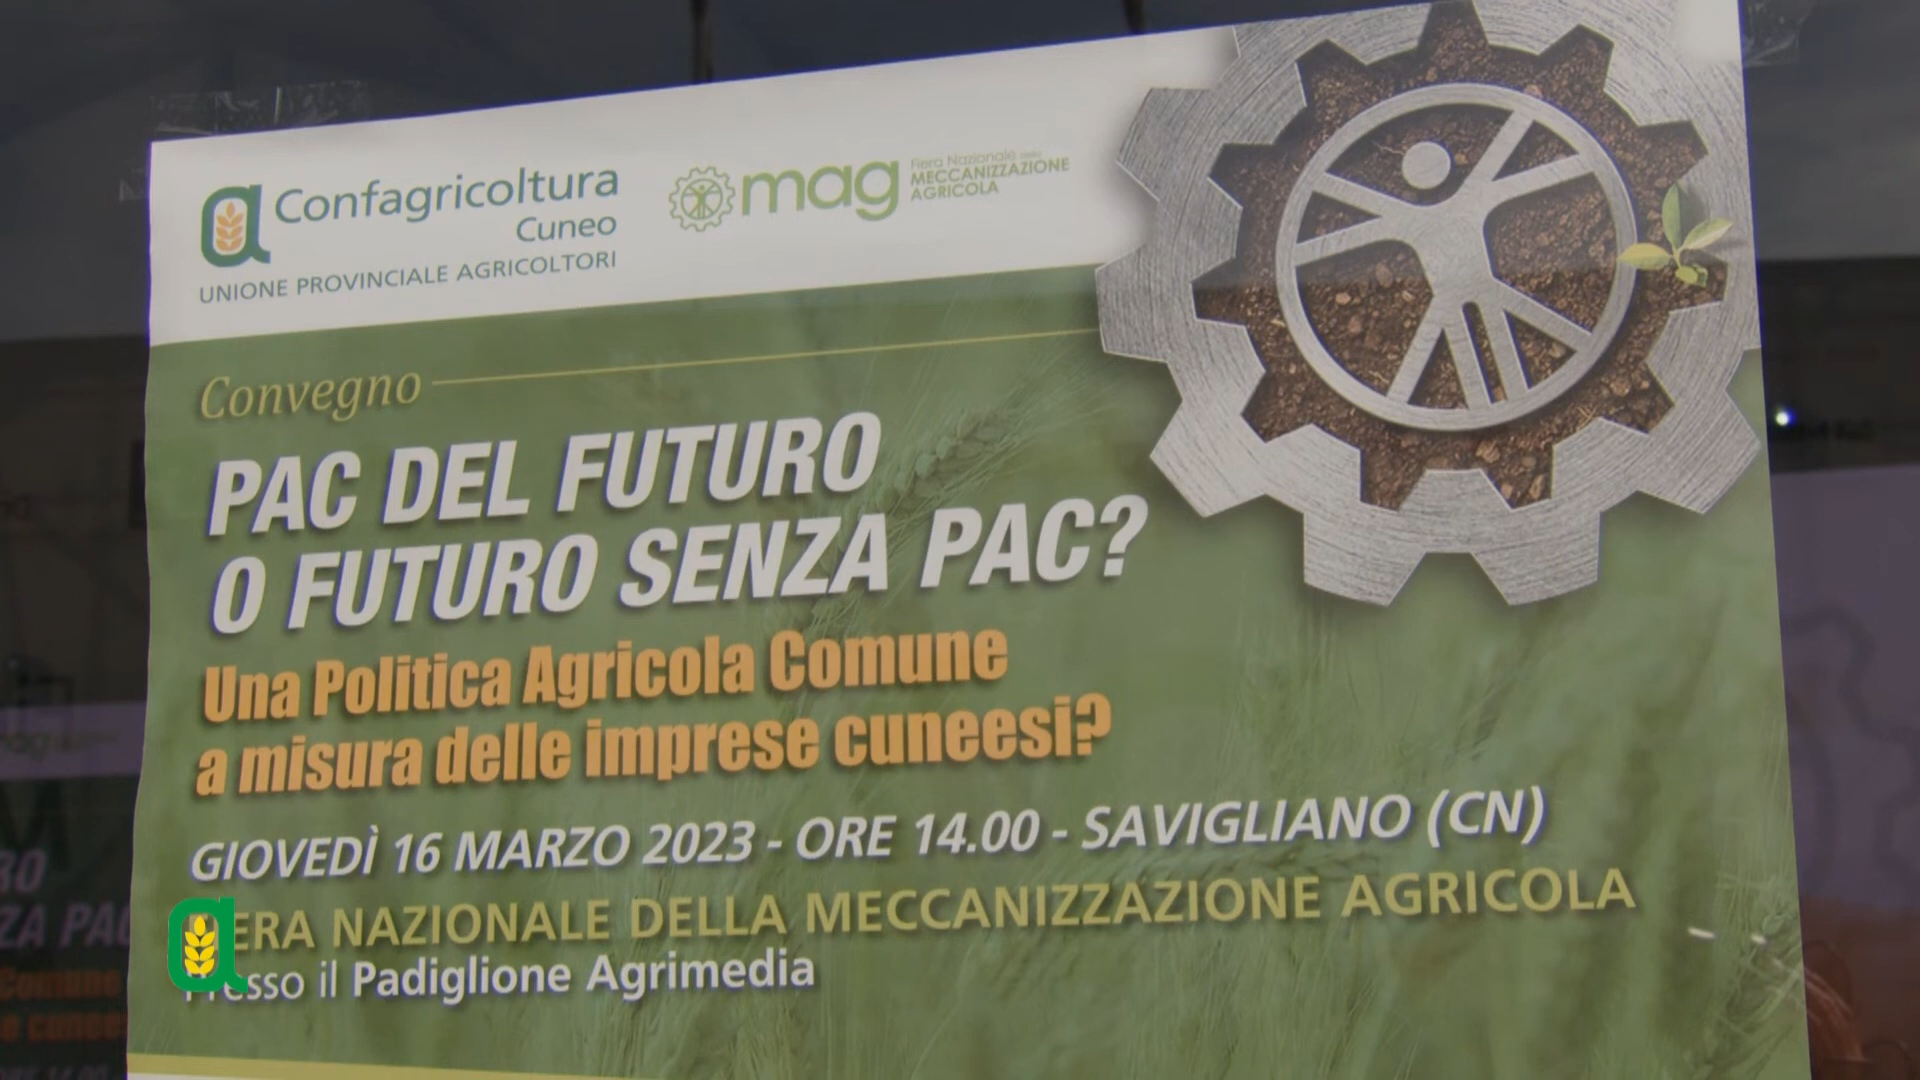 Confagricoltura
Cuneo
UNIONE PROVINCIALE AGRICOLTORI
mag
Fiera Nazionale della
MECCANIZZAZIONE
AGRICOLA
Convegno
PAC DEL FUTURO
O FUTURO SENZA PAC?
Una Politica Agricola Comune
a misura delle imprese cuneesi?
GIOVEDÌ 16 MARZO 2023 - ORE 14.00 - SAVIGLIANO (CN)
NAZIONALE DELLA MECCANIZZAZIONE AGRICOLA
il Padiglione Agrimedia